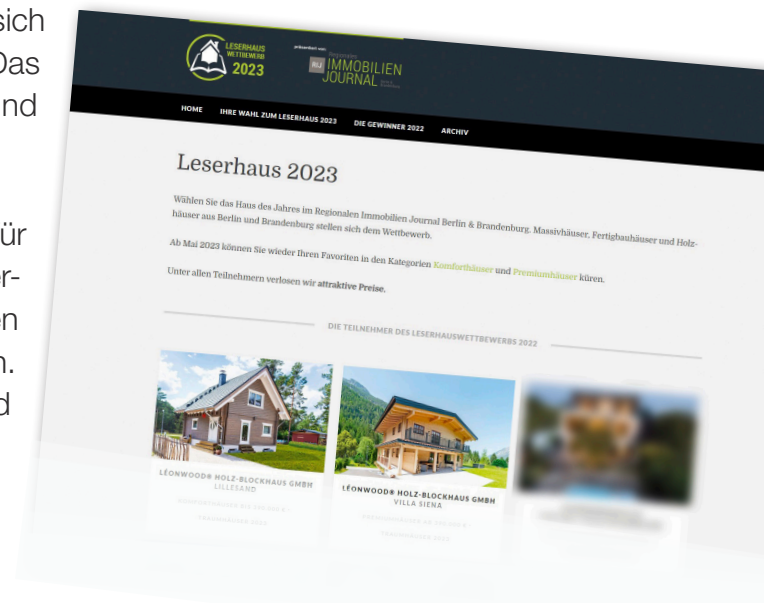 sich
Das
nd
ür
er-
en
n.
d
LESERHAUS
WETTBEWERB
2023
präsentiert von:
Regionales
RIJ IMMOBILIEN
JOURNAL
HOME IHRE WAHL ZUM LESERHAUS 2023 DIE GEWINNER 2022 ARCHIV
Leserhaus 2023
Wählen Sie das Haus des Jahres im Regionalen Immobilien Journal Berlin & Brandenburg. Massivhäuser, Fertigbauhäuser und Holz-
häuser aus Berlin und Brandenburg stellen sich dem Wettbewerb.
Ab Mai 2023 können Sie wieder Ihren Favoriten in den Kategorien Komforthäuser und Premiumhäuser küren.
Unter allen Teilnehmern verlosen wir attraktive Preise.
DIE TEILNEHMER DES LESERHAUSWETTBEWERBS 2022
LÉONWOOD® HOLZ-BLOCKHAUS GMBH
LILLESAND
LÉONWOOD® HOLZ-BLOCKHAUS GMBH
VILLA SIENA